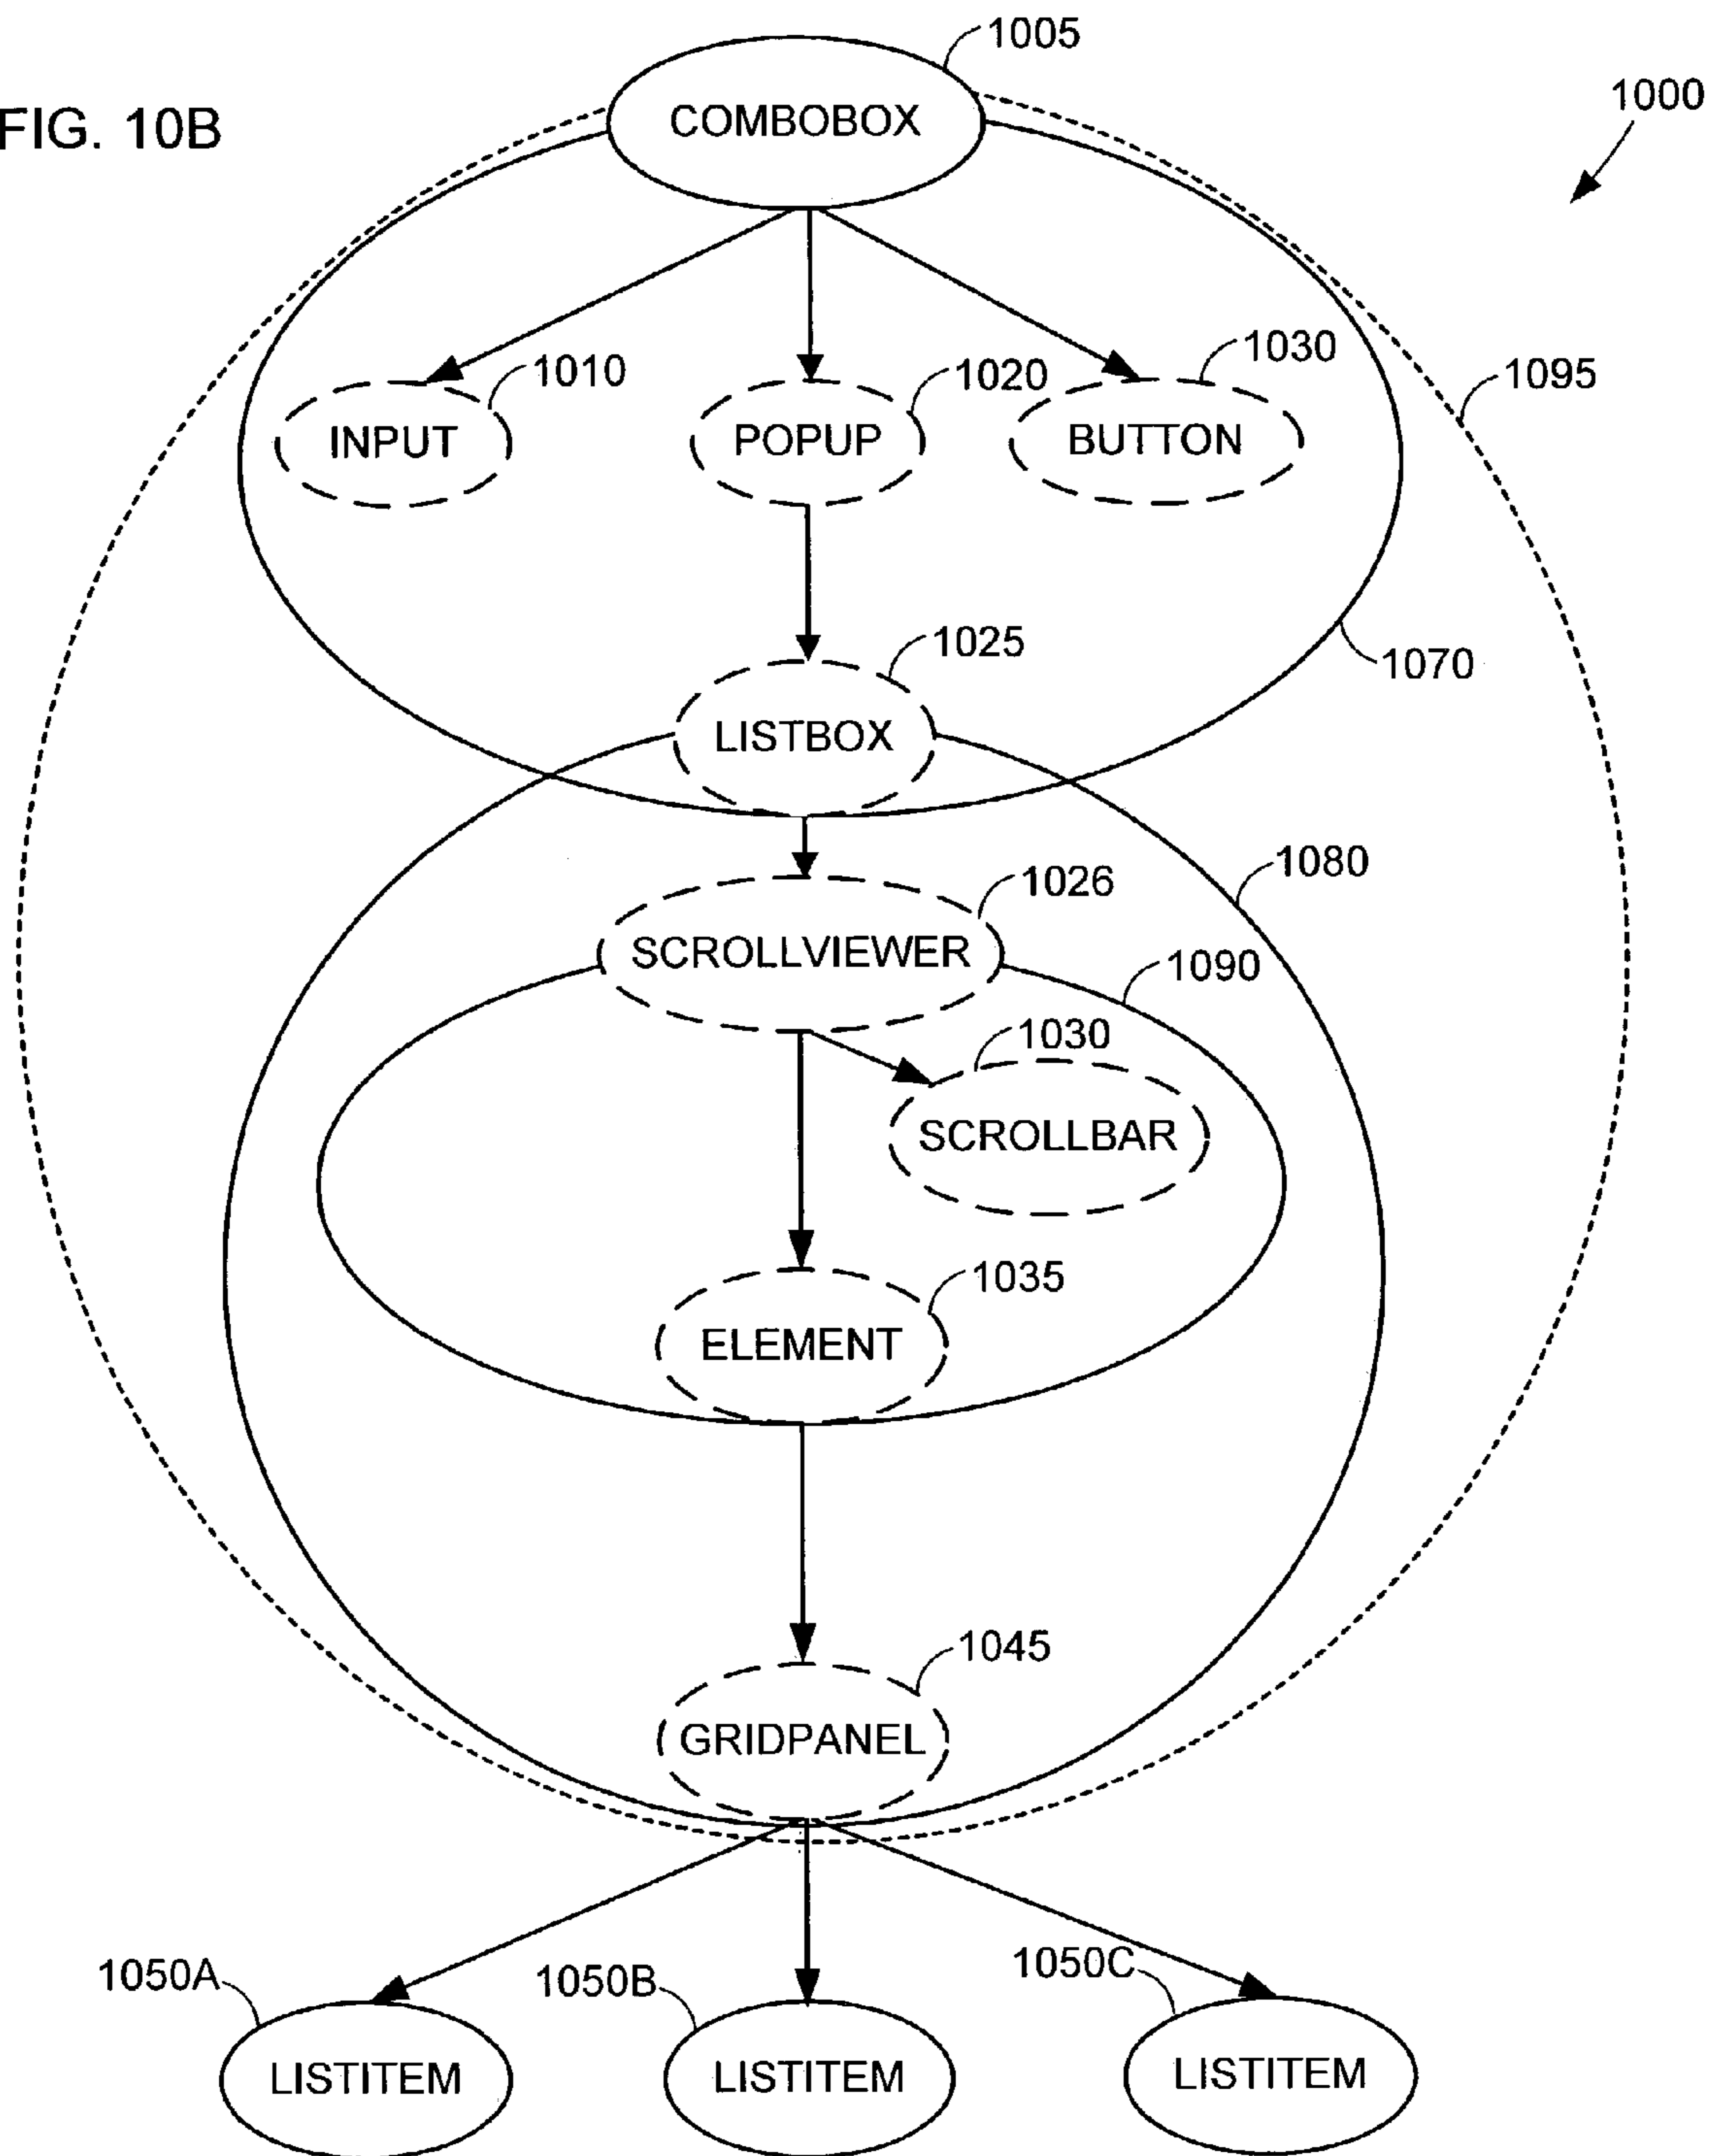 1005
FIG. 10B
COMBOBOX
1000
1010
1020
1030
1095
INPUT
POPUP
BUTTON
1025
1070
LISTBOX
1080
1026
SCROLLVIEWER
1090
1030
SCROLLBAR
1035
ELEMENT
1045
GRIDPANEL
1050A
1050B
1050C
LISTITEM
LISTITEM
LISTITEM